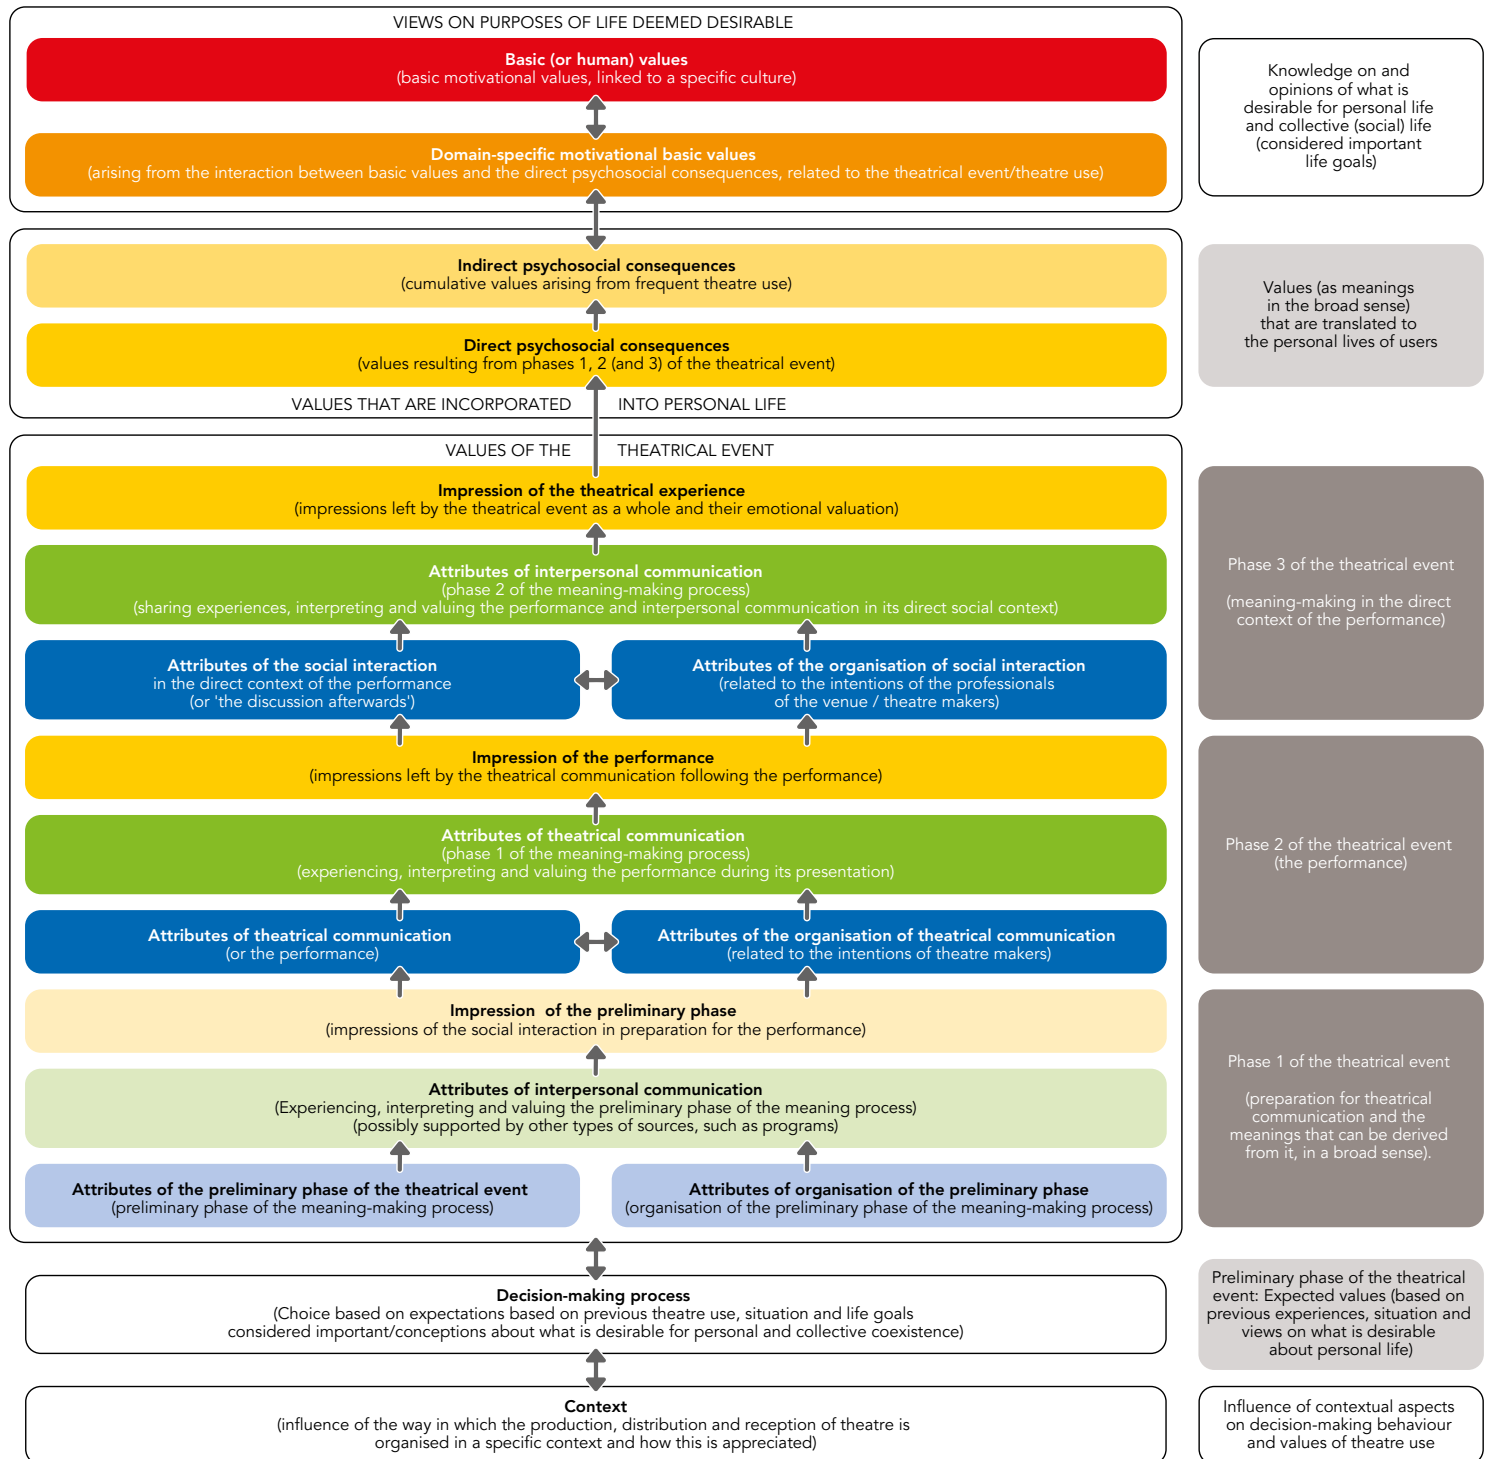 VIEWS ON PURPOSES OF LIFE DEEMED DESIRABLE
Basic (or human) values
(basic motivational values, linked to a specific culture)
Domain-specific motivational basic values
(arising from the interaction between basic values and the direct psychosocial consequences, related to the theatrical event/theatre use)
Knowledge on and
opinions of what is
desirable for personal life
and collective (social) life
(considered important
life goals)
Indirect psychosocial consequences
(cumulative values arising from frequent theatre use)
Direct psychosocial consequences
(values resulting from phases 1, 2 (and 3) of the theatrical event)
VALUES THAT ARE INCORPORATED INTO PERSONAL LIFE
Values (as meanings
in the broad sense)
that are translated to
the personal lives of users
VALUES OF THE THEATRICAL EVENT
Impression of the theatrical experience
(impressions left by the theatrical event as a whole and their emotional valuation)
Attributes of interpersonal communication
(phase 2 of the meaning-making process)
(sharing experiences, interpreting and valuing the performance and interpersonal communication in its direct social context)
Attributes of the social interaction
in the direct context of the performance
(or 'the discussion afterwards')
Attributes of the organisation of social interaction
(related to the intentions of the professionals
of the venue / theatre makers)
Phase 3 of the theatrical event
(meaning-making in the direct
context of the performance)
Impression of the performance
(impressions left by the theatrical communication following the performance)
Attributes of theatrical communication
(phase 1 of the meaning-making process)
(experiencing, interpreting and valuing the performance during its presentation)
Attributes of theatrical communication
(or the performance)
Attributes of the organisation of theatrical communication
(related to the intentions of theatre makers)
Phase 2 of the theatrical event
(the performance)
Impression of the preliminary phase
(impressions of the social interaction in preparation for the performance)
Attributes of interpersonal communication
(Experiencing, interpreting and valuing the preliminary phase of the meaning process)
(possibly supported by other types of sources, such as programs)
Attributes of the preliminary phase of the theatrical event
(preliminary phase of the meaning-making process)
Attributes of organisation of the preliminary phase
(organisation of the preliminary phase of the meaning-making process)
Phase 1 of the theatrical event
(preparation for theatrical
communication and the
meanings that can be derived
from it, in a broad sense).
Decision-making process
(Choice based on expectations based on previous theatre use, situation and life goals
considered important/conceptions about what is desirable for personal and collective coexistence)
Preliminary phase of the theatrical
event: Expected values (based on
previous experiences, situation and
views on what is desirable
about personal life)
Context
(influence of the way in which the production, distribution and reception of theatre is
organised in a specific context and how this is appreciated)
Influence of contextual aspects
on decision-making behaviour
and values of theatre use